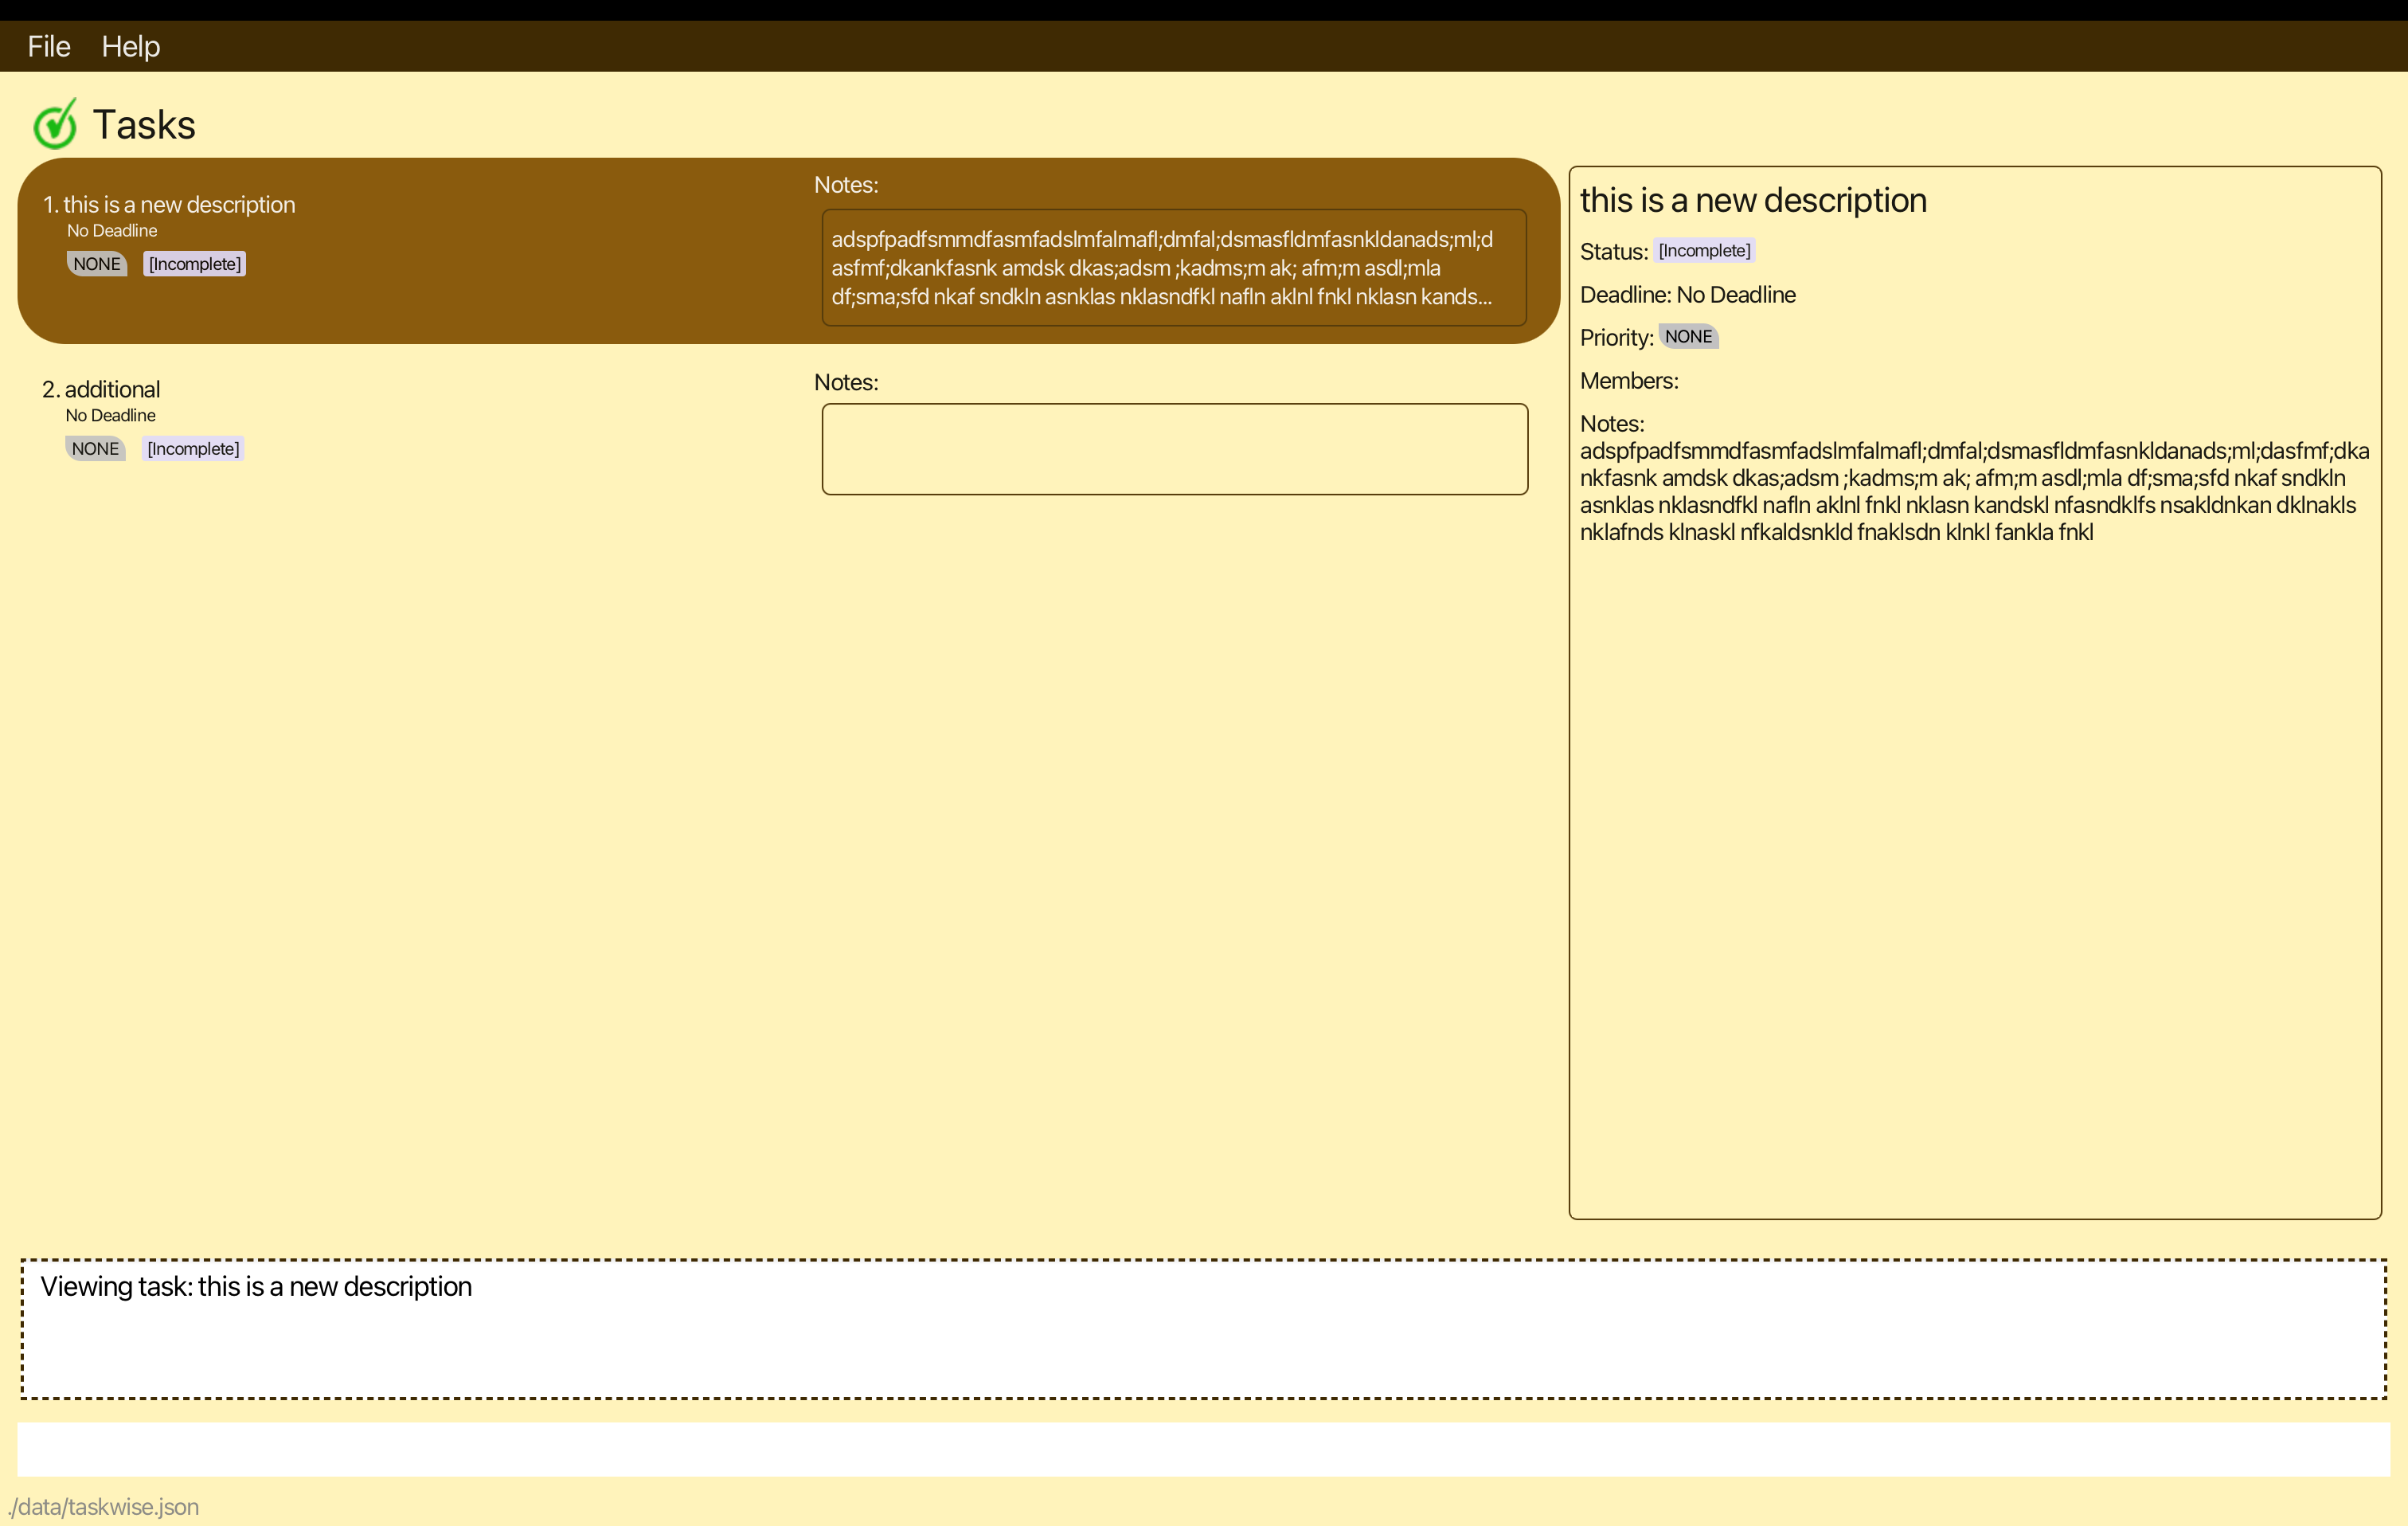 File Help
Tasks
1. this is a new description
No Deadline
NONE [Incomplete]
Notes:
adspfpadfsmmdfasmfadslmfalmafl;dmfal;dsmasfldmfasnkldanads;ml;d
asfmf;dkankfasnk amdsk dkas;adsm ;kadms;m ak; afm;m asdl;mla
df;sma;sfd nkaf sndkln asnklas nklasndfkl nafln aklnl fnkl nklasn kands...
2. additional
No Deadline
NONE [Incomplete]
Notes:
this is a new description
Status: [Incomplete]
Deadline: No Deadline
Priority: NONE
Members:
Notes:
adspfpadfsmmdfasmfadslmfalmafl;dmfal;dsmasfldmfasnkldanads;ml;dasfmf;dka
nkfasnk amdsk dkas;adsm ;kadms;m ak; afm;m asdl;mla df;sma;sfd nkaf sndkln
asnklas nklasndfkl nafln aklnl fnkl nklasn kandskl nfasndklfs nsakldnkan dklnakls
nklafnds klnaskl nfkaldsnkld fnaklsdn klnkl fankla fnkl
Viewing task: this is a new description
./data/taskwise.json